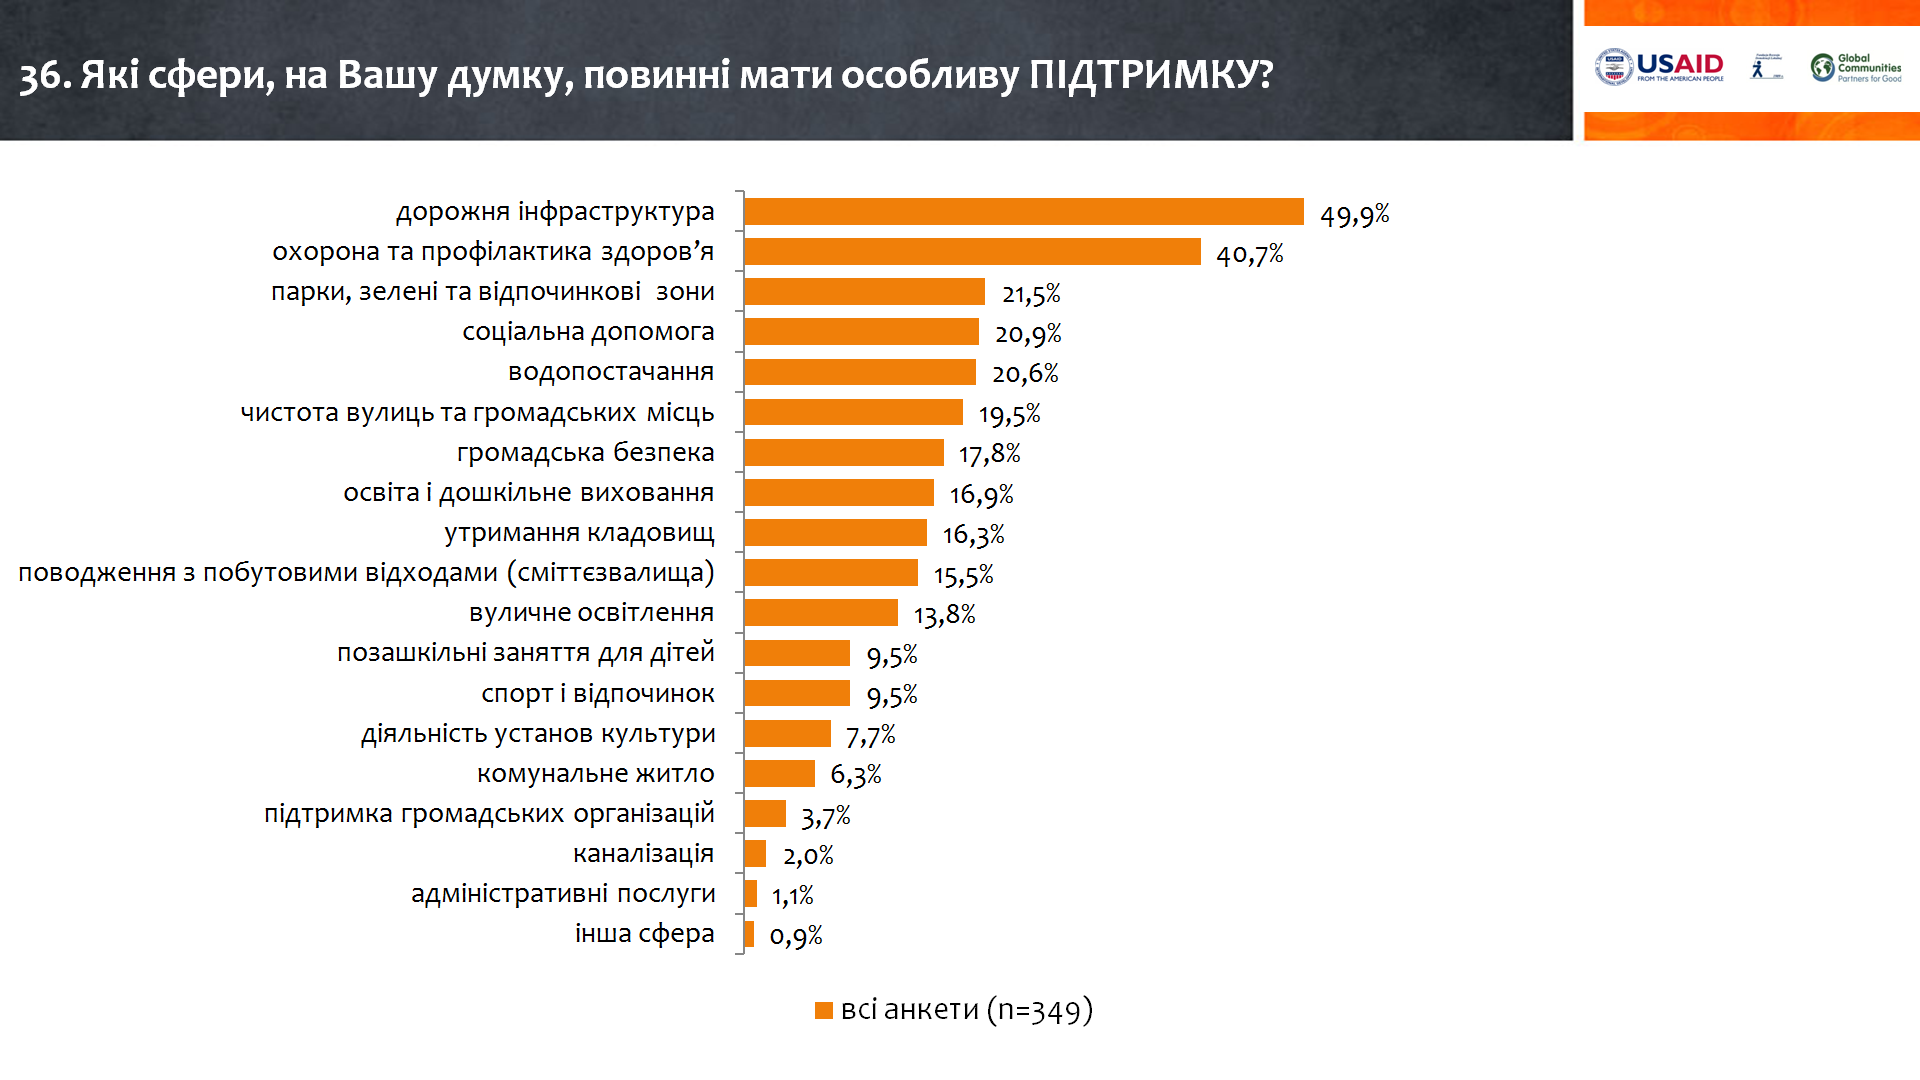 36. Які сфери, на Вашу думку, повинні мати особливу ПІДТРИМКУ?
USAID
FROM THE AMERICAN PEOPLE
Global
Communities
Partners for Good
дорожня інфраструктура 49,9%
охорона та профілактика здоров’я 40,7%
парки, зелені та відпочинкові зони 21,5%
соціальна допомога 20,9%
водопостачання 20,6%
чистота вулиць та громадських місць 19,5%
громадська безпека 17,8%
освіта і дошкільне виховання 16,9%
утримання кладовищ 16,3%
поводження з побутовими відходами (сміттєзвалища) 15,5%
вуличне освітлення 13,8%
позашкільні заняття для дітей 9,5%
спорт і відпочинок 9,5%
діяльність установ культури 7,7%
комунальне житло 6,3%
підтримка громадських організацій 3,7%
каналізація 2,0%
адміністративні послуги 1,1%
інша сфера 0,9%
всі анкети (n=349)